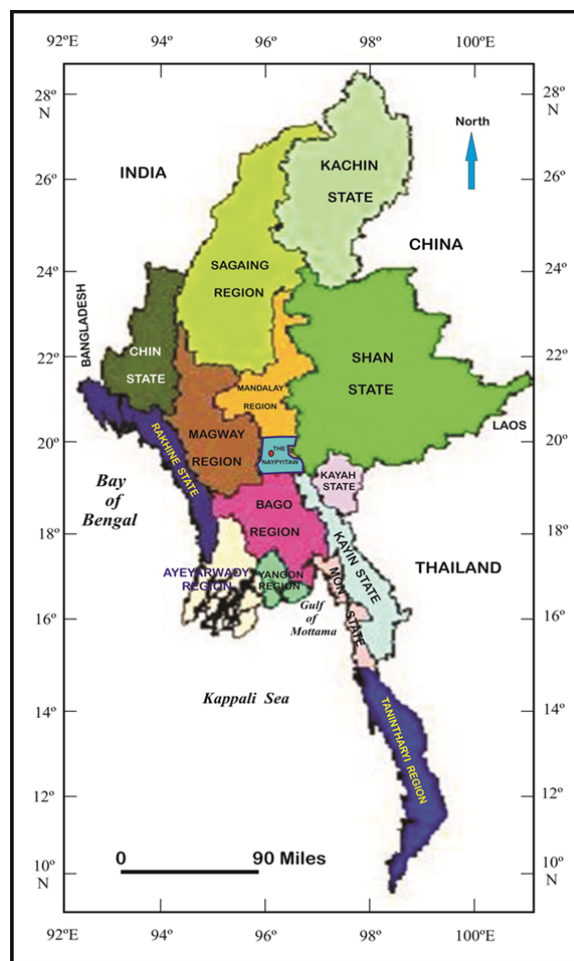 92ºE 94º 96º 98º 100ºE
28º
N
28º
N
North
INDIA
KACHIN
STATE
26º
26º
CHINA
SAGAING
REGION
24º
24º
BANGLADESH
CHIN
STATE
22º
22º
SHAN
STATE
MANDALAY
REGION
LAOS
20º
20º
MAGWAY
REGION
THE
NAYPYITAW
RAKHINE STATE
KAYAH
STATE
Bay
of
Bengal
BAGO
REGION
18º
18º
KAYIN STATE
THAILAND
AYEYARWADY
REGION
YANGON
REGION
MON STATE
Gulf
of
Mottama
16º
16º
Kappali Sea
14º
14º
TANINTHARYI REGION
12º
12º
0 90 Miles
10º
N
10º
N
92ºE 94º 96º 98º 100ºE